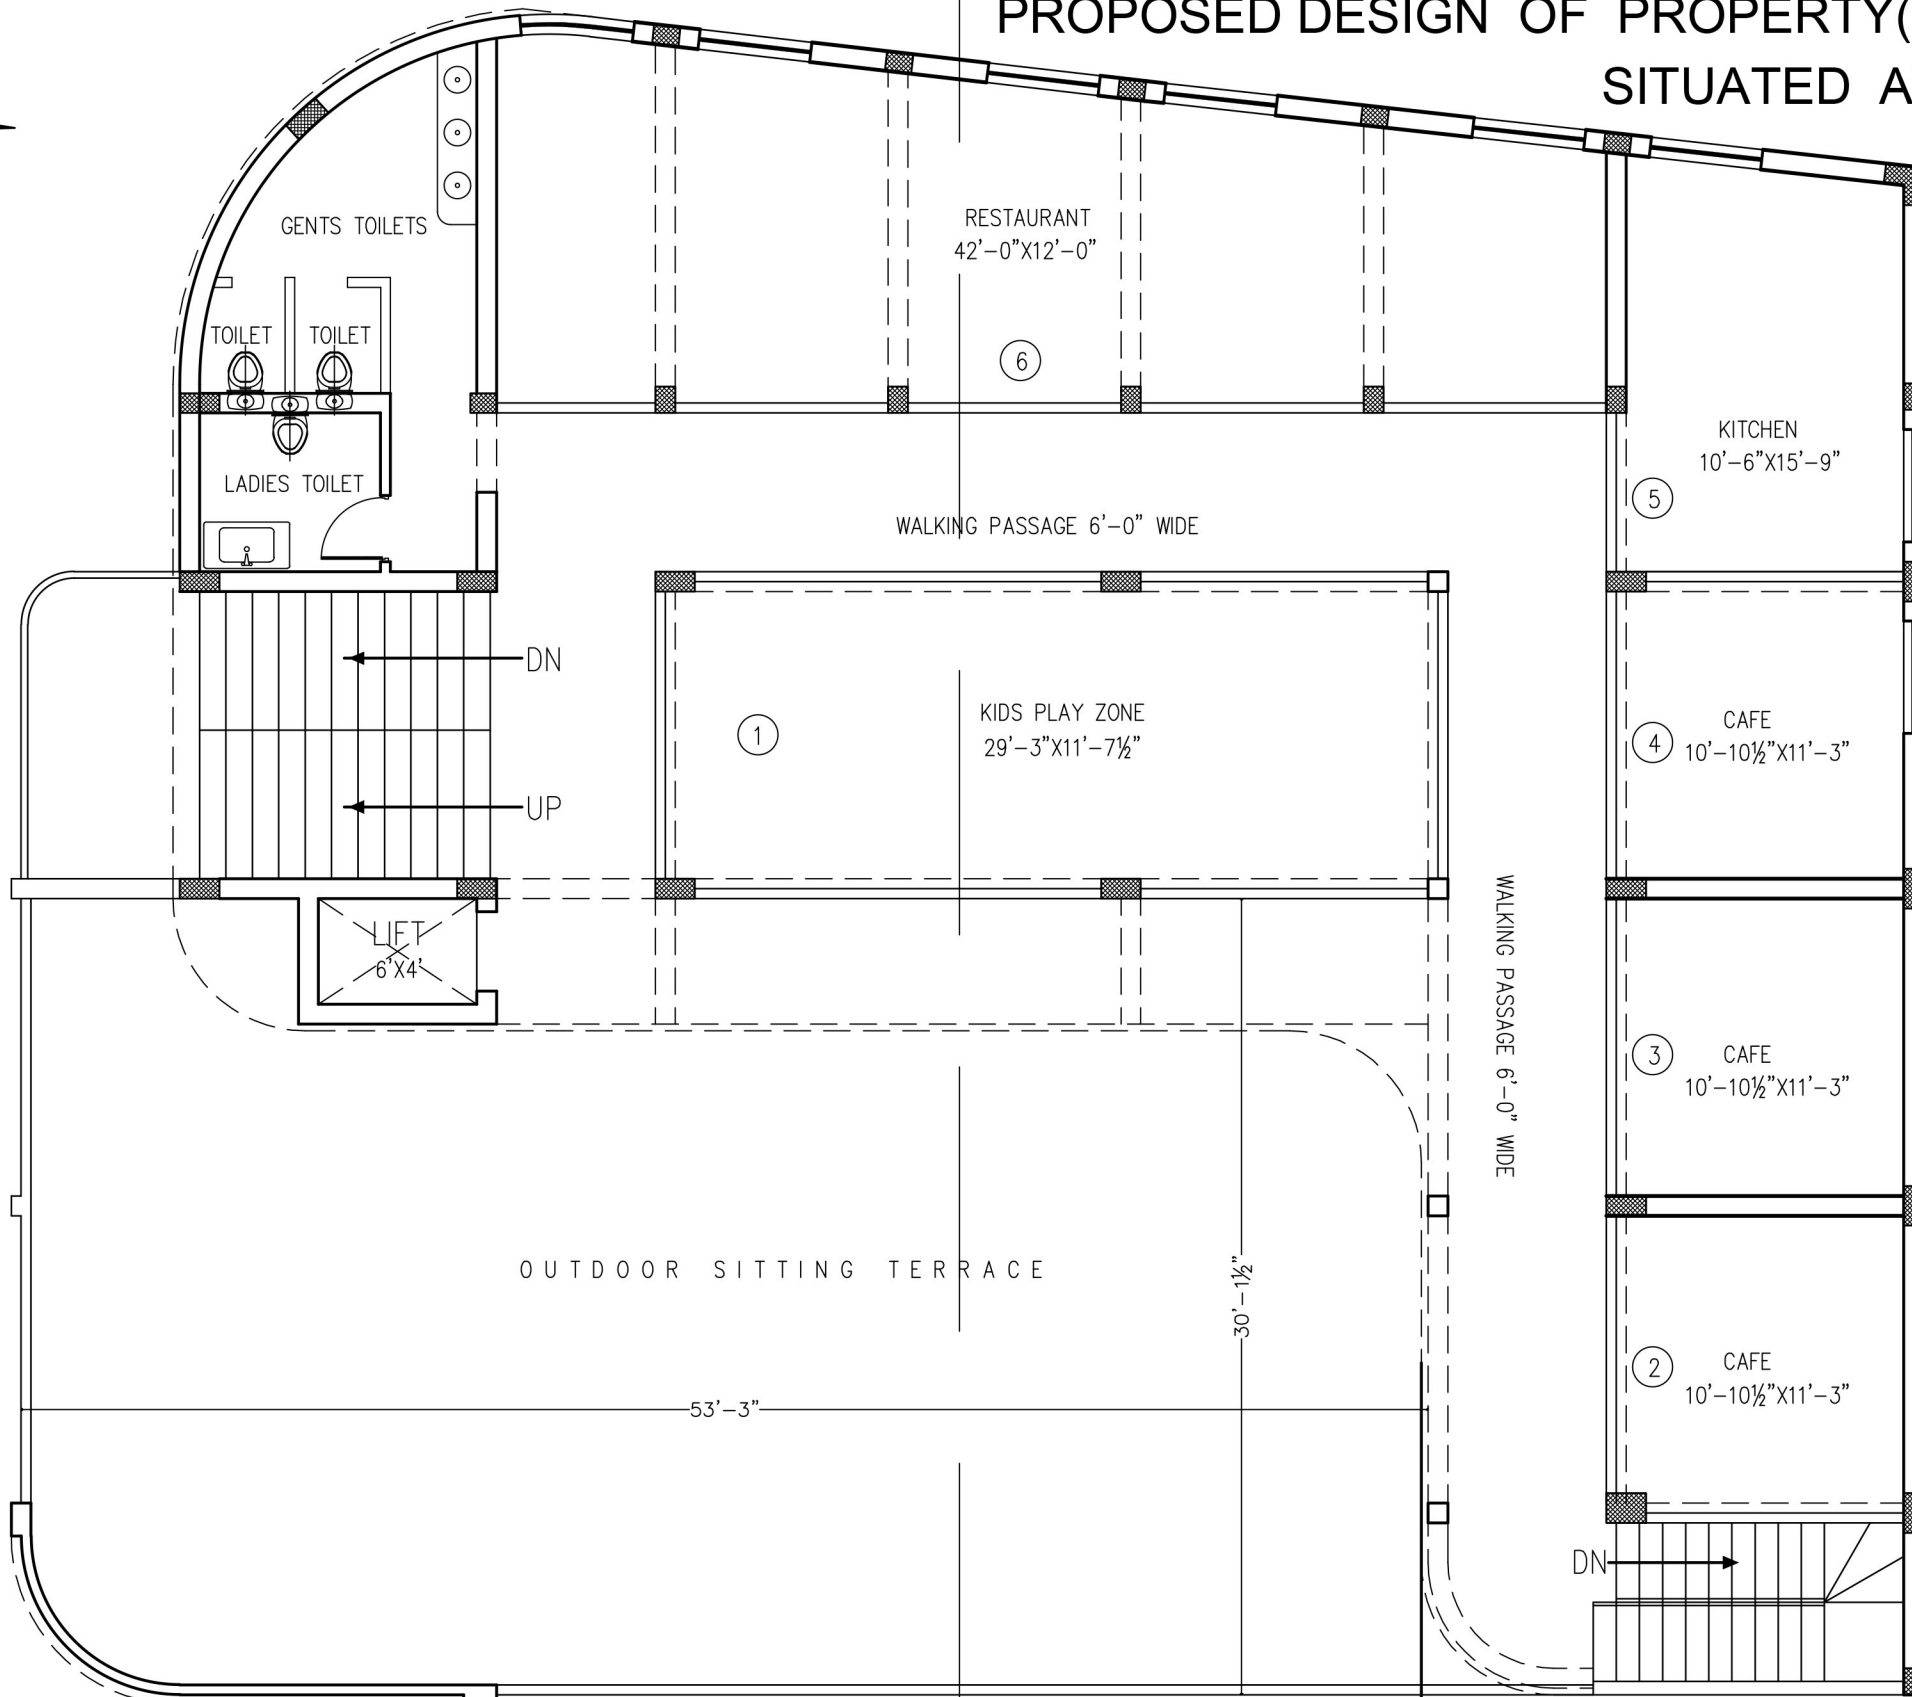 PROPOSED DESIGN OF PROPERTY(
SITUATED A
GENTS TOILETS
RESTAURANT
42'-0"X12'-0"
TOILET TOILET
6
KITCHEN
10'-6"X15'-9"
LADIES TOILET
5
WALKING PASSAGE 6'-0" WIDE
DN
KIDS PLAY ZONE
29'-3"X11'-7½"
1
CAFE
10'-10½"X11'-3"
4
UP
LIFT
6'X4'
WALKING PASSAGE 6'-0" WIDE
3
CAFE
10'-10½"X11'-3"
OUTDOOR SITTING TERRACE
30'-1½"
2
CAFE
10'-10½"X11'-3"
53'-3"
DN